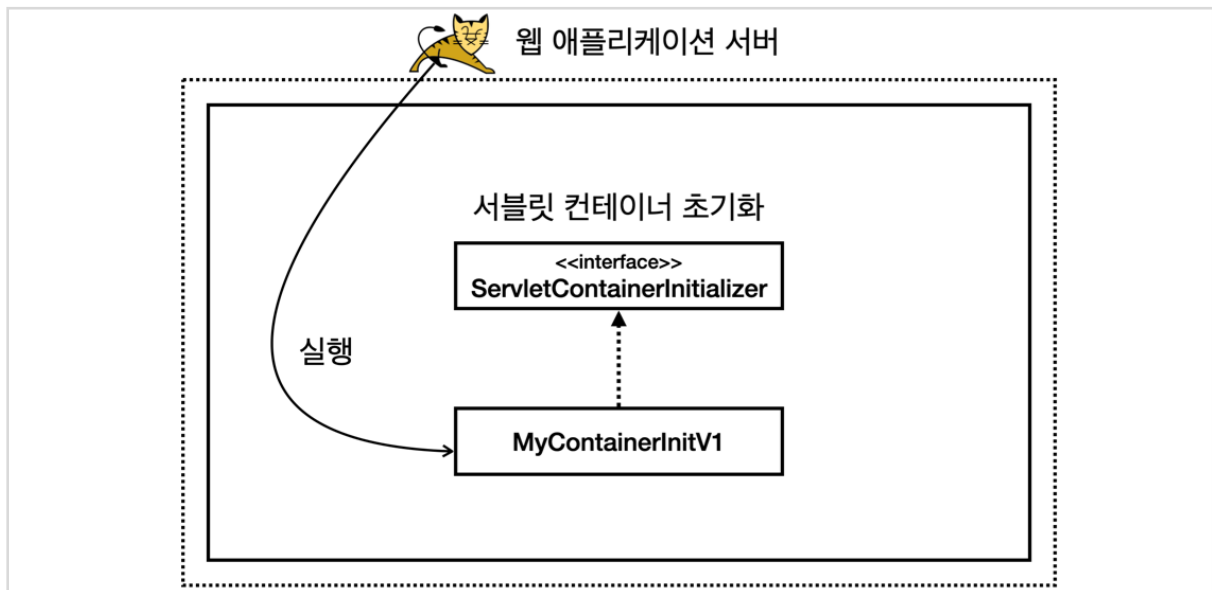 웹 애플리케이션 서버
서블릿 컨테이너 초기화
<<interface>>
ServletContainerInitializer
실행
MyContainerInitV1